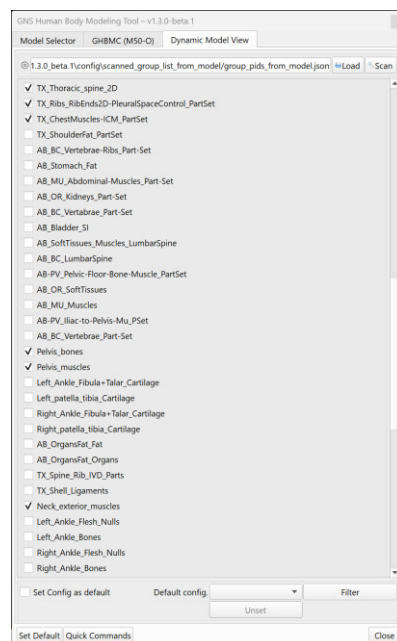 GNS Human Body Modeling Tool – v1.3.0-beta.1
Model Selector GHBMC (M50-O) Dynamic Model View
1.3.0_beta.1\config\scanned_group_list_from_model/group_pids_from_model.json Load Scan
TX_Thoracic_spine_2D
TX_Ribs_RibEnds2D-PleuralSpaceControl_PartSet
TX_ChestMuscles-ICM_PartSet
TX_ShoulderFat_PartSet
AB_BC_Vertebrae-Ribs_Part-Set
AB_Stomach_Fat
AB_MU_Abdominal-Muscles_Part-Set
AB_OR_Kidneys_Part-Set
AB_BC_Vertabrae_Part-Set
AB_Bladder_SI
AB_SoftTissues_Muscles_LumbarSpine
AB_BC_LumbarSpine
AB-PV_Pelvic-Floor-Bone-Muscle_PartSet
AB_OR_SoftTissues
AB_MU_Muscles
AB-PV_Iliac-to-Pelvis-Mu_PSet
AB_BC_Vertebrae_Part-Set
Pelvis_bones
Pelvis_muscles
Left_Ankle_Fibula+Talar_Cartilage
Left_patella_tibia_Cartilage
Right_Ankle_Fibula+Talar_Cartilage
Right_patella_tibia_Cartilage
AB_OrgansFat_Fat
AB_OrgansFat_Organs
TX_Spine_Rib_IVD_Parts
TX_Shell_Ligaments
Neck_exterior_muscles
Left_Ankle_Flesh_Nulls
Left_Ankle_Bones
Right_Ankle_Flesh_Nulls
Right_Ankle_Bones
Set Config as default Default config. Filter
Unset
Set Default Quick Commands Close